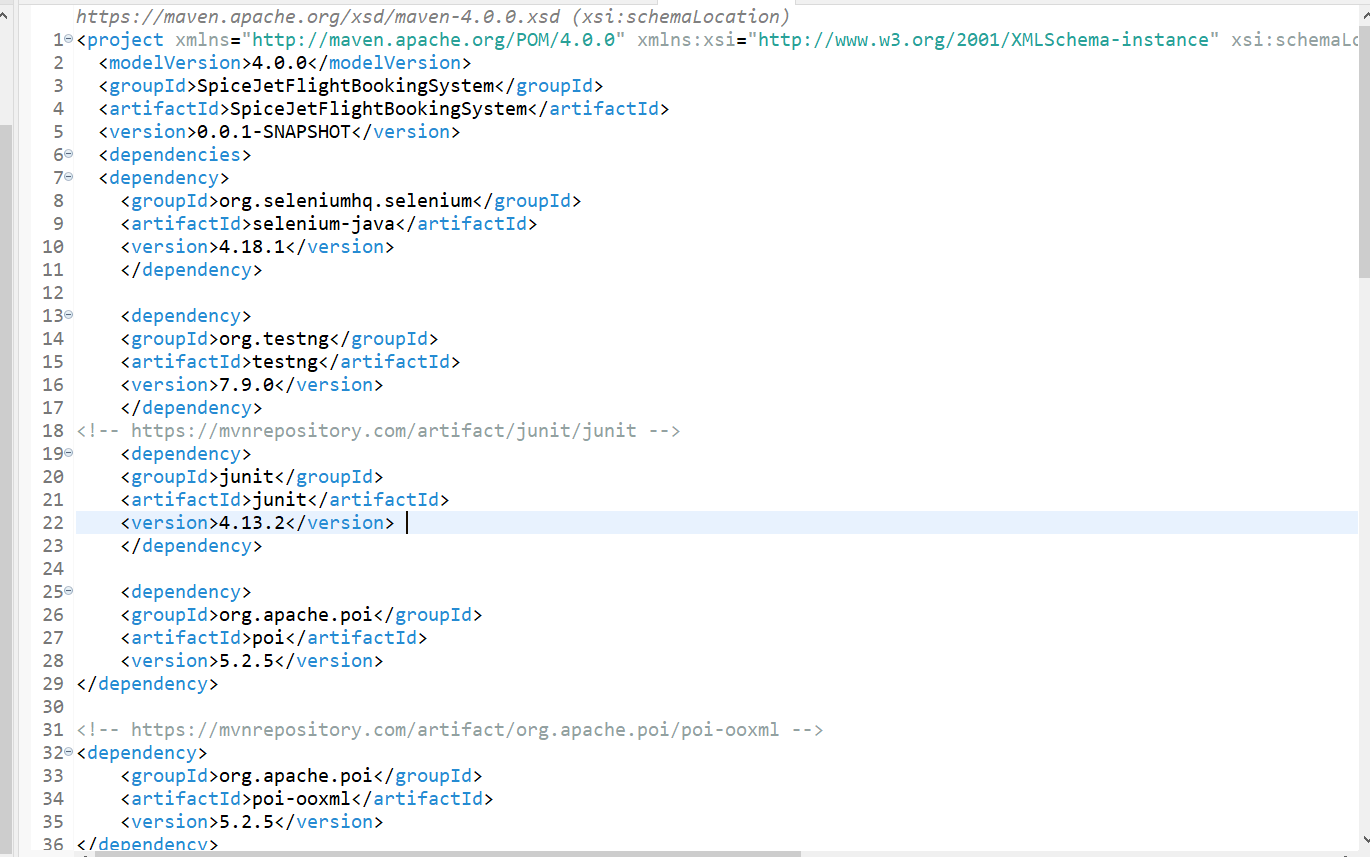 https://maven.apache.org/xsd/maven-4.0.0.xsd (xsi:schemaLocation)
1 <project xmlns="http://maven.apache.org/POM/4.0.0" xmlns:xsi="http://www.w3.org/2001/XMLSchema-instance" xsi:schemaLo
2 <modelVersion>4.0.0</modelVersion>
3 <groupId>SpiceJetFlightBookingSystem</groupId>
4 <artifactId>SpiceJetFlightBookingSystem</artifactId>
5 <version>0.0.1-SNAPSHOT</version>
6 <dependencies>
7 <dependency>
8 <groupId>org.seleniumhq.selenium</groupId>
9 <artifactId>selenium-java</artifactId>
10 <version>4.18.1</version>
11 </dependency>
12
13 <dependency>
14 <groupId>org.testng</groupId>
15 <artifactId>testng</artifactId>
16 <version>7.9.0</version>
17 </dependency>
18 <!-- https://mvnrepository.com/artifact/junit/junit -->
19 <dependency>
20 <groupId>junit</groupId>
21 <artifactId>junit</artifactId>
22 <version>4.13.2</version>
23 </dependency>
24
25 <dependency>
26 <groupId>org.apache.poi</groupId>
27 <artifactId>poi</artifactId>
28 <version>5.2.5</version>
29 </dependency>
30
31 <!-- https://mvnrepository.com/artifact/org.apache.poi/poi-ooxml -->
32 <dependency>
33 <groupId>org.apache.poi</groupId>
34 <artifactId>poi-ooxml</artifactId>
35 <version>5.2.5</version>
36 </dependency>